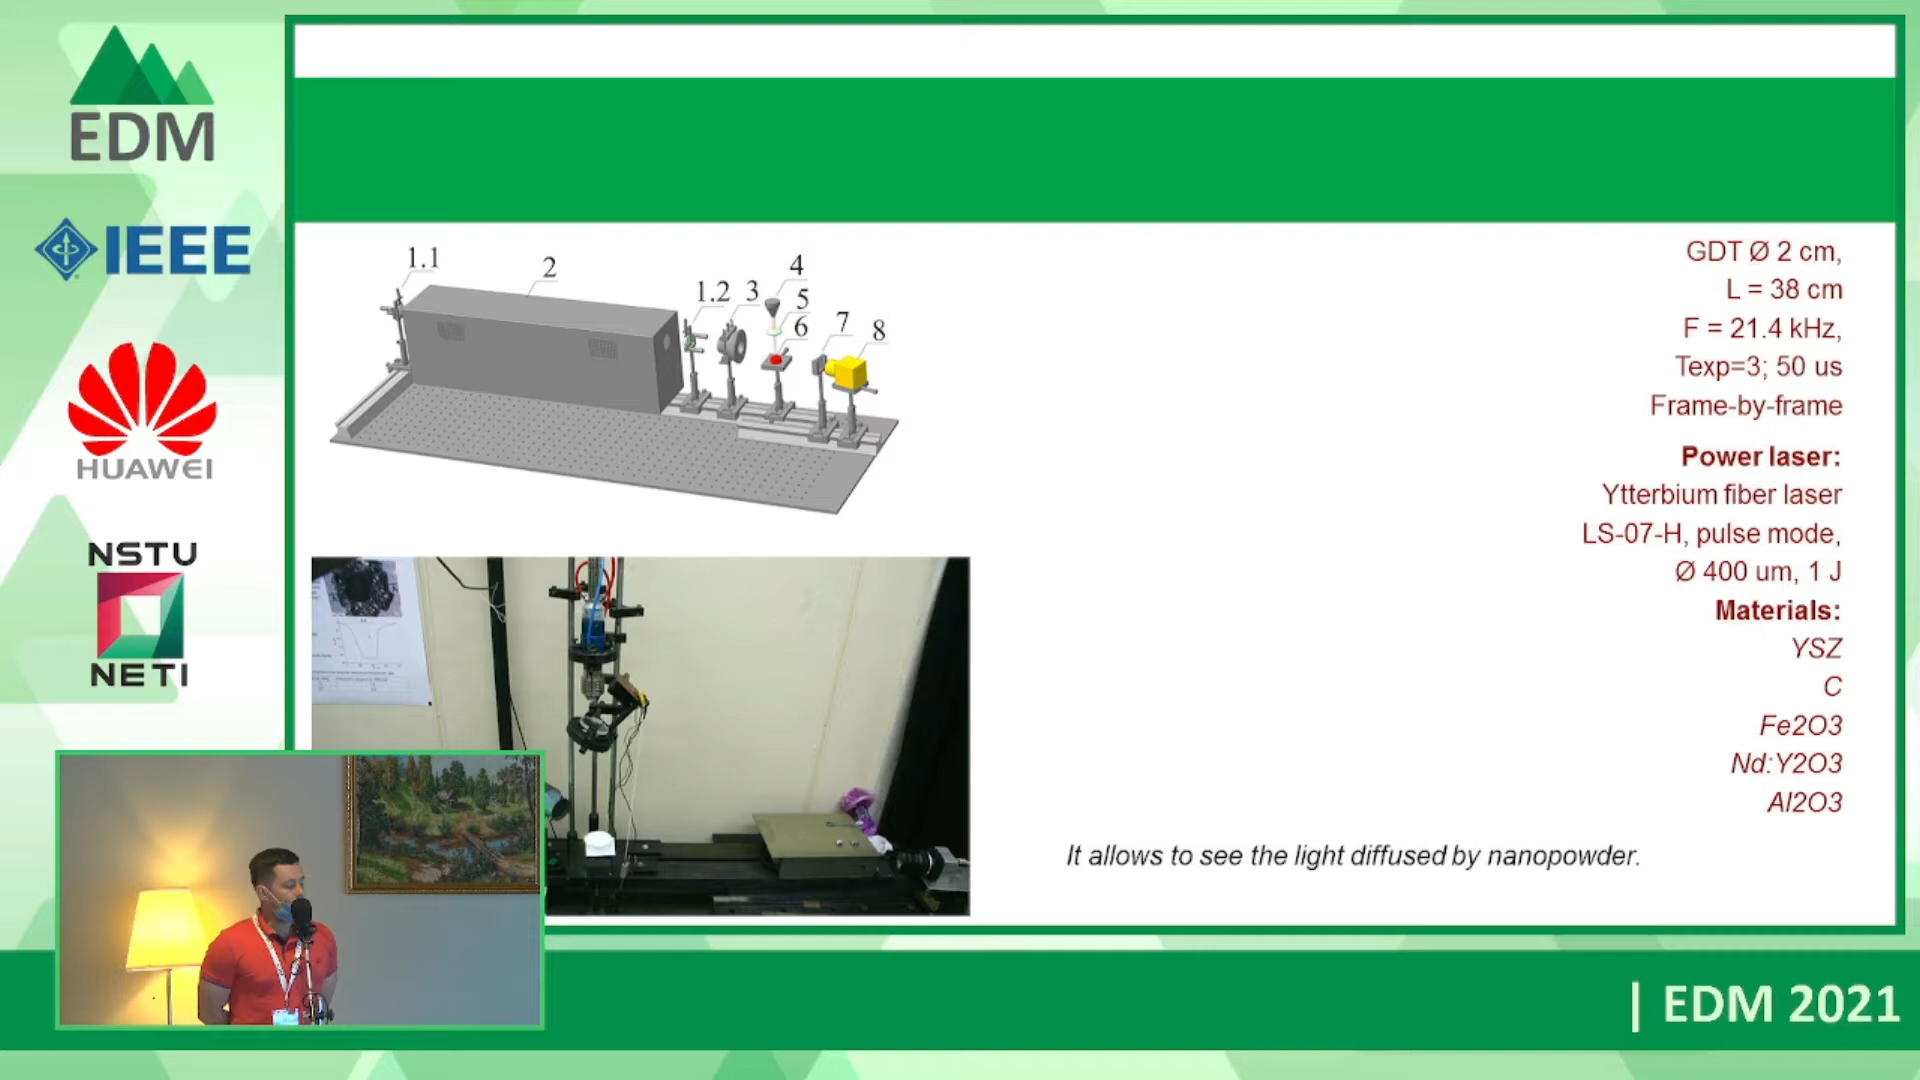 EDM
IEEE
HUAWEI
NSTU
NETI
1.1
2
1.2
3
4
5
6
7
8
GDT Ø 2 cm,
L = 38 cm
F = 21.4 kHz,
Texp=3; 50 us
Frame-by-frame
Power laser:
Ytterbium fiber laser
LS-07-H, pulse mode,
Ø 400 um, 1 J
Materials:
YSZ
C
Fe2O3
Nd:Y2O3
Al2O3
It allows to see the light diffused by nanopowder.
| EDM 2021